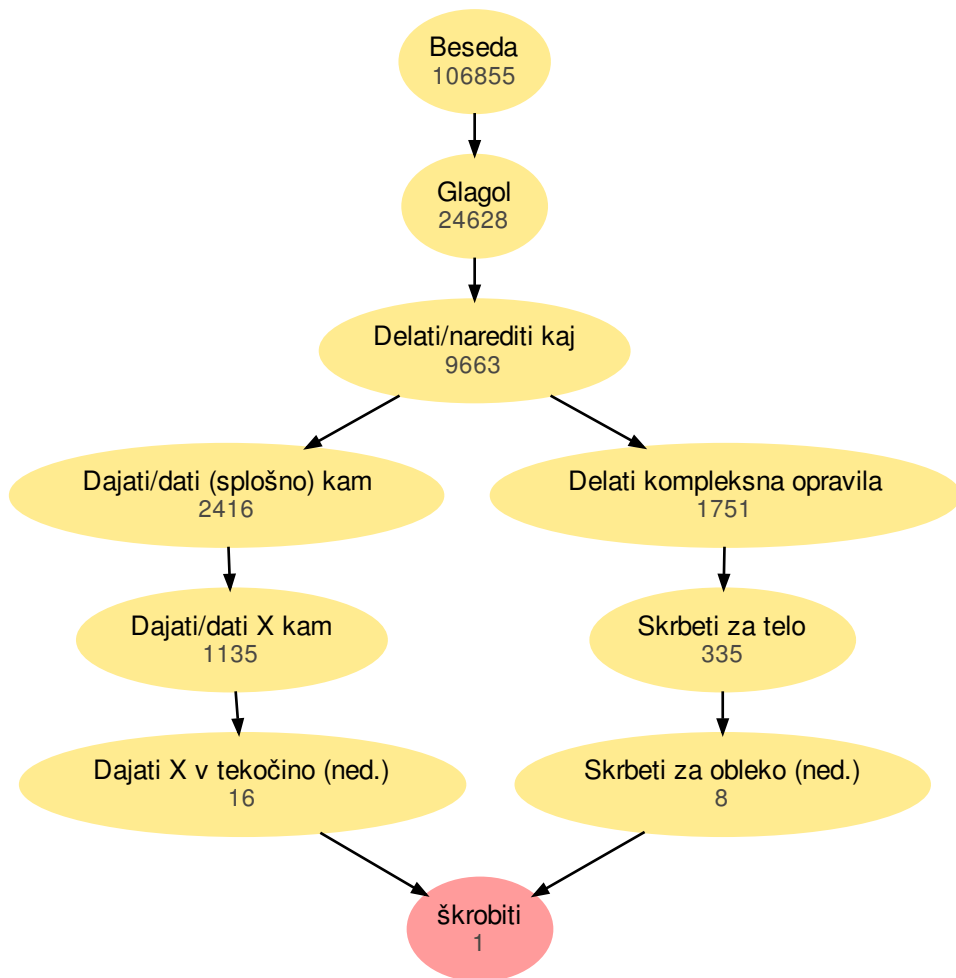 Beseda
106855
Glagol
24628
Delati/narediti kaj
9663
Dajati/dati (splošno) kam
2416
Delati kompleksna opravila
1751
Dajati/dati X kam
1135
Skrbeti za telo
335
Dajati X v tekočino (ned.)
16
Skrbeti za obleko (ned.)
8
škrobiti
1